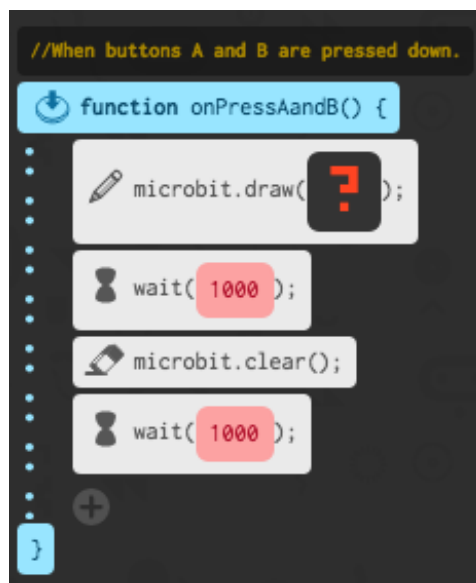 //When buttons A and B are pressed down.
function onPressAandB() {
microbit.draw(?);
wait(1000);
microbit.clear();
wait(1000);
}